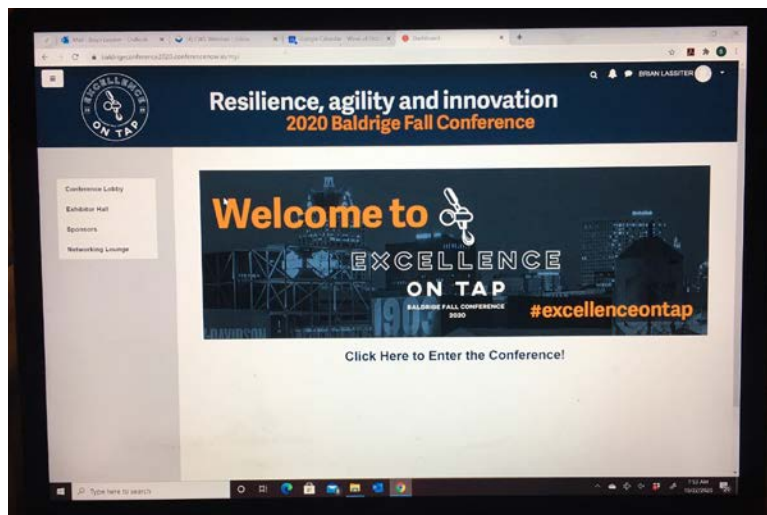 Dashboard
BRIAN LASSITER
EXCELLENCE
ON TAP
Resilience, agility and innovation
2020 Baldrige Fall Conference
Conference Lobby
Exhibitor Hall
Sponsors
Networking Lounge
Welcome to
EXCELLENCE
ON TAP
BALDRIGE FALL CONFERENCE
2020
#excellenceontap
Click Here to Enter the Conference!
Type here to search